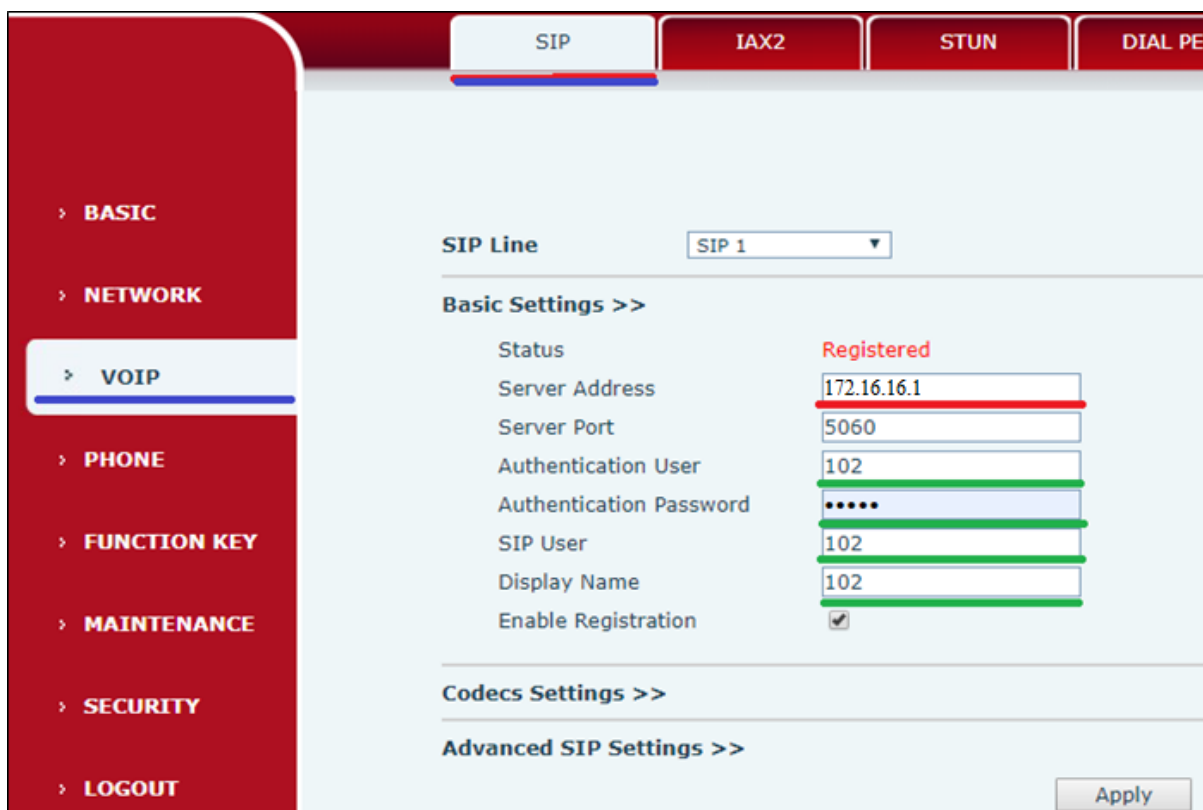 SIP IAX2 STUN DIAL PE
BASIC
NETWORK
VOIP
PHONE
FUNCTION KEY
MAINTENANCE
SECURITY
LOGOUT
SIP Line SIP 1
Basic Settings >>
Status Registered
Server Address 172.16.16.1
Server Port 5060
Authentication User 102
Authentication Password •••••
SIP User 102
Display Name 102
Enable Registration
Codecs Settings >>
Advanced SIP Settings >>
Apply